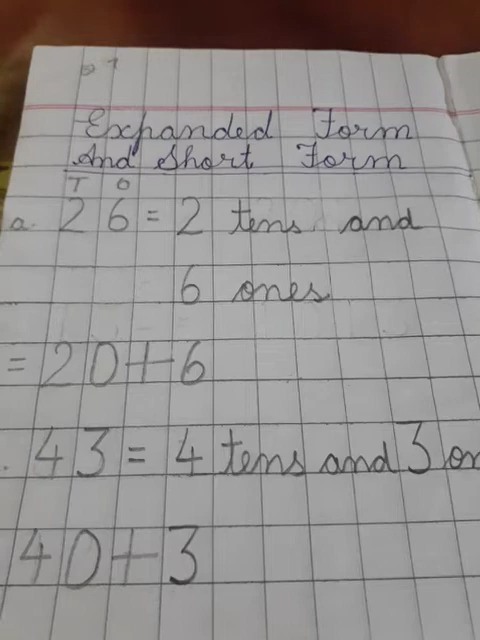 Expanded Form
And Short Form
T O
a. 26 = 2 tens and
6 ones
= 20+6
. 43 = 4 tens and 3 on
40+3